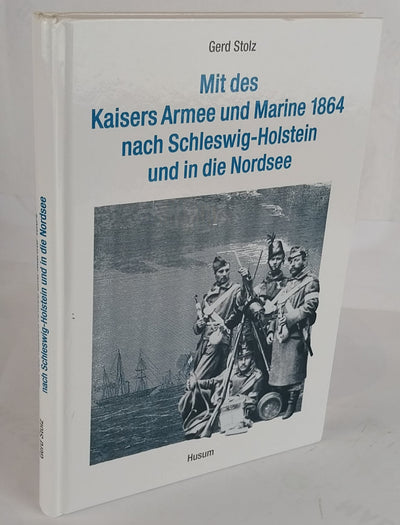 Gerd Stolz
Mit des
Kaisers Armee und Marine 1864
nach Schleswig-Holstein
und in die Nordsee
Husum
Gerd Stolz
nach Schleswig-Holstein und in die Nordsee